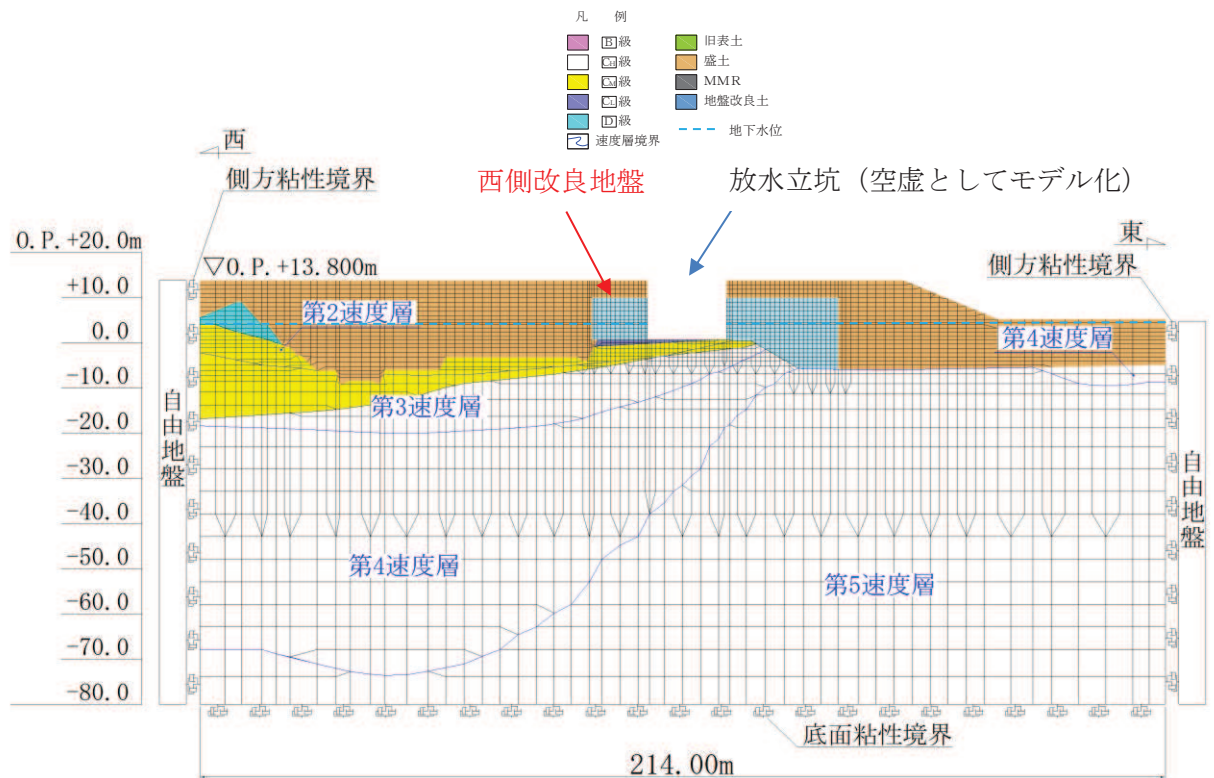 凡 例
B級
CH級
CM級
CL級
D級
速度層境界
旧表土
盛土
MMR
地盤改良土
地下水位
西
側方粘性境界
西側改良地盤
放水立坑（空虚としてモデル化）
東
側方粘性境界
O.P.+20.0m
▽O.P.+13.800m
+10.0
0.0
-10.0
-20.0
-30.0
-40.0
-50.0
-60.0
-70.0
-80.0
第2速度層
第4速度層
第3速度層
自由地盤
自由地盤
第4速度層
第5速度層
底面粘性境界
214.00m